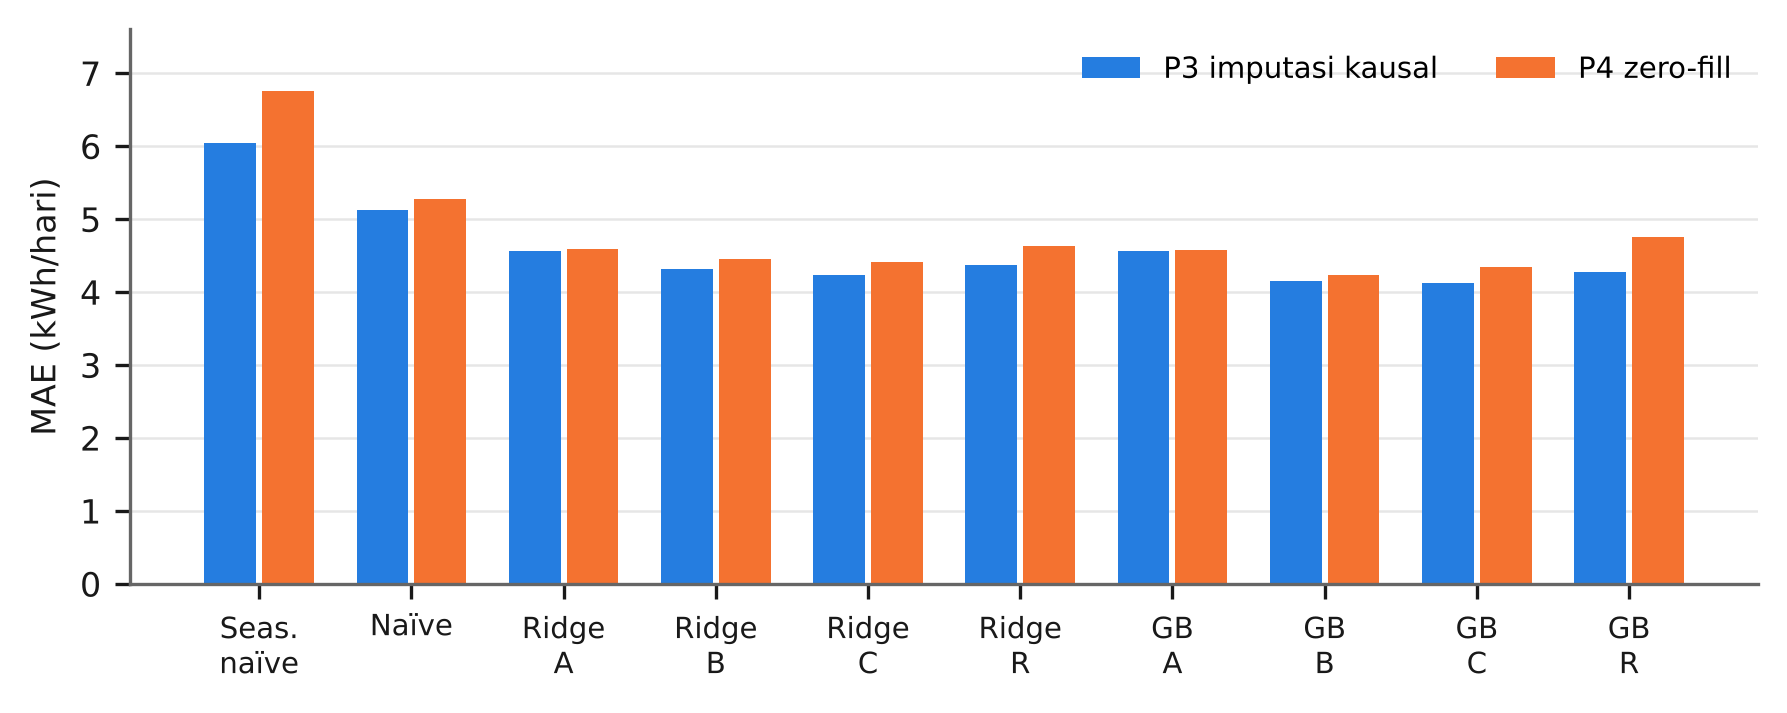 P3 imputasi kausal
P4 zero-fill
MAE (kWh/hari)
7
6
5
4
3
2
1
0
Seas.
naïve
Naïve
Ridge
A
Ridge
B
Ridge
C
Ridge
R
GB
A
GB
B
GB
C
GB
R